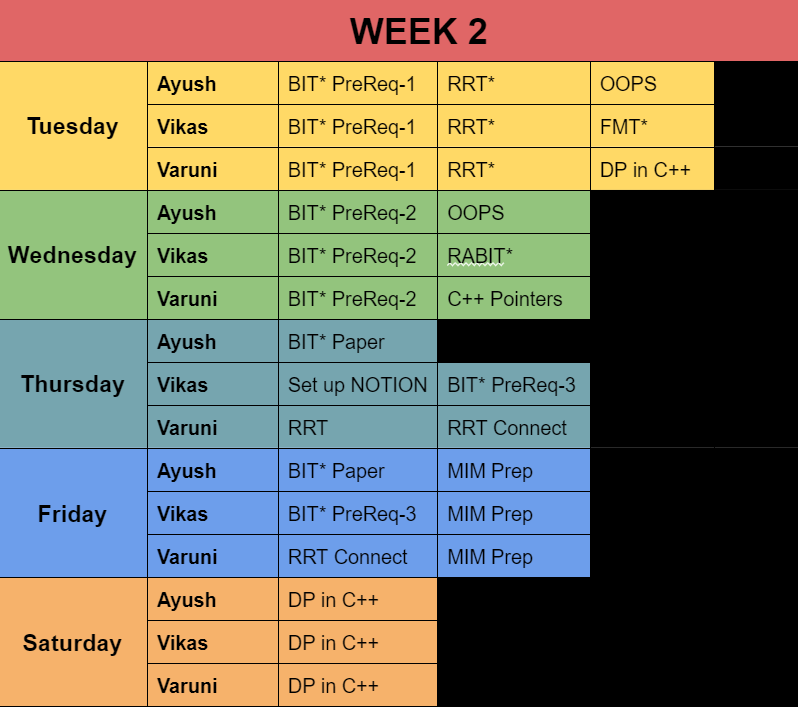 WEEK 2
Tuesday
Ayush BIT* PreReq-1 RRT* OOPS
Vikas BIT* PreReq-1 RRT* FMT*
Varuni BIT* PreReq-1 RRT* DP in C++
Wednesday
Ayush BIT* PreReq-2 OOPS
Vikas BIT* PreReq-2 RABIT*
Varuni BIT* PreReq-2 C++ Pointers
Thursday
Ayush BIT* Paper
Vikas Set up NOTION BIT* PreReq-3
Varuni RRT RRT Connect
Friday
Ayush BIT* Paper MIM Prep
Vikas BIT* PreReq-3 MIM Prep
Varuni RRT Connect MIM Prep
Saturday
Ayush DP in C++
Vikas DP in C++
Varuni DP in C++